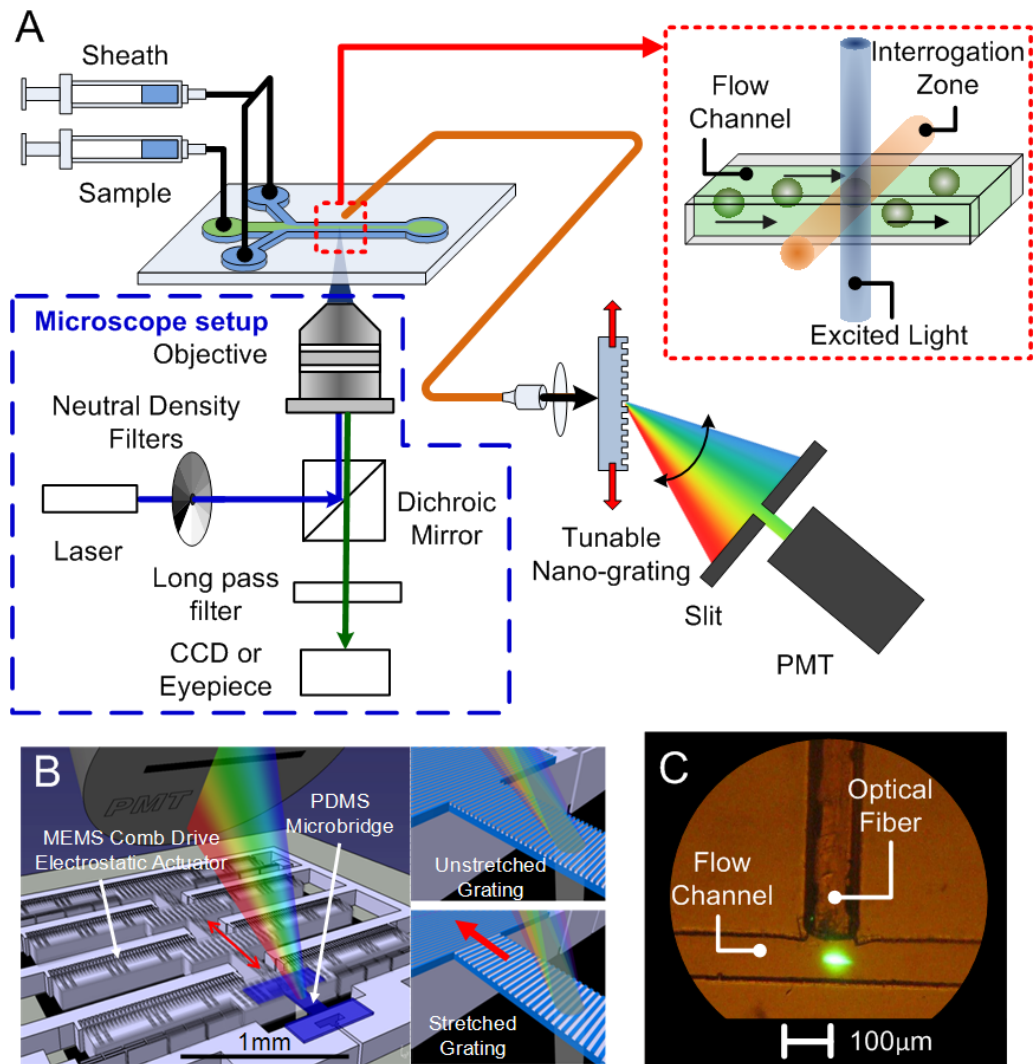 A
Sheath
Sample
Interrogation
Zone
Flow
Channel
Excited Light
Microscope setup
Objective
Neutral Density
Filters
Laser
Dichroic
Mirror
Long pass
filter
CCD or
Eyepiece
Tunable
Nano-grating
Slit
PMT
B
PMT
PDMS
Microbridge
MEMS Comb Drive
Electrostatic Actuator
1mm
Unstretched
Grating
Stretched
Grating
C
Optical
Fiber
Flow
Channel
100μm